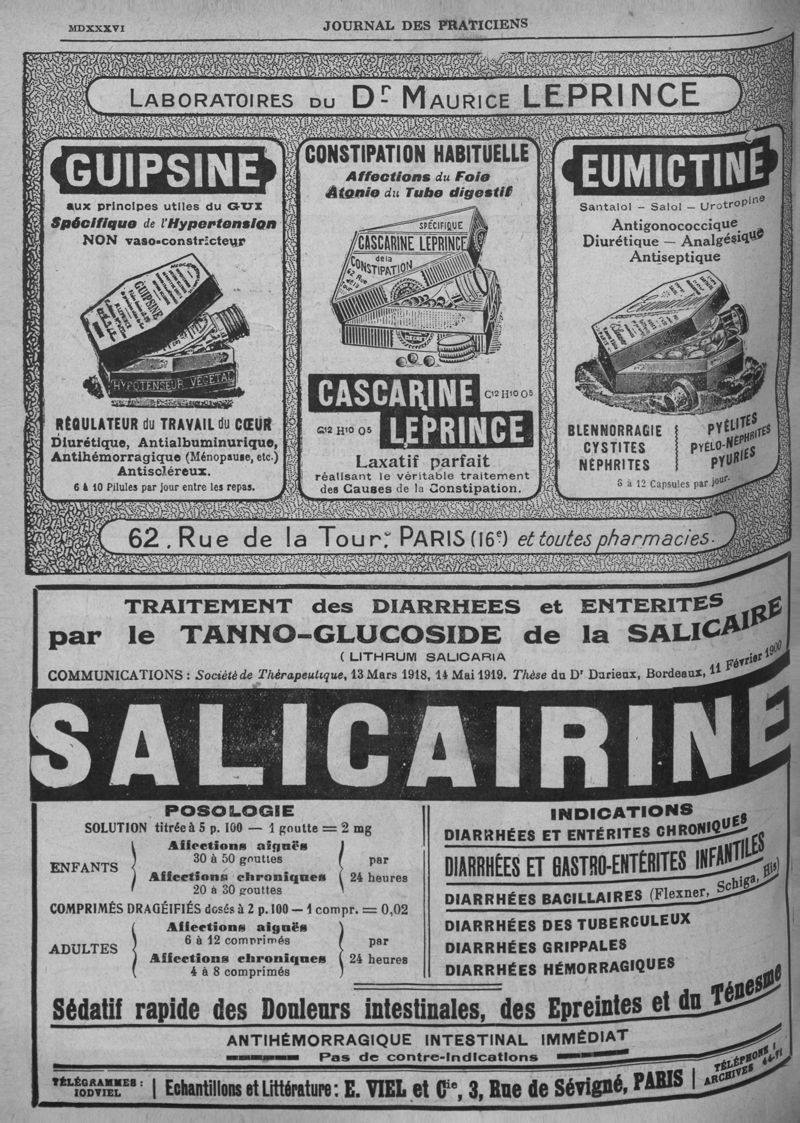 MDXXXVI
JOURNAL DES PRATICIENS
LABORATOIRES DU Dr MAURICE LEPRINCE
GUIPSINE
aux principes utiles du GUI
Spécifique de l'Hypertension
NON vaso-constricteur
GUIPSINE
HYPOTENSEUR VÉGÉTAL
RÉGULATEUR du TRAVAIL du CŒUR
Diurétique, Antialbuminurique,
Antihémorragique (Ménopause, etc.)
Antiscléreux.
6 à 10 Pilules par jour entre les repas.
CONSTIPATION HABITUELLE
Affections du Foie
Atonie du Tube digestif
SPÉCIFIQUE
CASCARINE LEPRINCE
de la
CONSTIPATION
62 Rue
de la
CASCARINE
C12 H10 O5
C12 H10 O5
LEPRINCE
Laxatif parfait
réalisant le véritable traitement
des Causes de la Constipation.
EUMICTINE
Santalol – Salol – Urotropine
Antigonococcique
Diurétique — Analgésique
Antiseptique
BLENNORRAGIE
CYSTITES
NÉPHRITES
PYÉLITES
PYÉLO-NÉPHRITES
PYURIES
8 à 12 Capsules par jour.
62, Rue de la Tour, PARIS (16e) et toutes pharmacies.
TRAITEMENT des DIARRHEES et ENTERITES
par le TANNO-GLUCOSIDE de la SALICAIRE
( LITHRUM SALICARIA
COMMUNICATIONS : Société de Thérapeutique, 13 Mars 1918, 14 Mai 1919. Thèse du Dr Durieux, Bordeaux, 11 Février 1900
SALICAIRINE
POSOLOGIE
SOLUTION titrée à 5 p. 100 — 1 goutte = 2 mg
ENFANTS
Affections aiguës
30 à 50 gouttes
Affections chroniques
20 à 30 gouttes
par
24 heures
COMPRIMÉS DRAGÉIFIÉS dosés à 2 p. 100 — 1 compr. = 0,02
ADULTES
Affections aiguës
6 à 12 comprimés
Affections chroniques
4 à 8 comprimés
par
24 heures
INDICATIONS
DIARRHÉES ET ENTÉRITES CHRONIQUES
DIARRHÉES ET GASTRO-ENTÉRITES INFANTILES
DIARRHÉES BACILLAIRES (Flexner, Schiga, His)
DIARRHÉES DES TUBERCULEUX
DIARRHÉES GRIPPALES
DIARRHÉES HÉMORRAGIQUES
Sédatif rapide des Douleurs intestinales, des Epreintes et du Ténesme
ANTIHÉMORRAGIQUE INTESTINAL IMMÉDIAT
Pas de contre-indications
TÉLÉGRAMMES :
IODVIEL
Echantillons et Littérature : E. VIEL et Cie, 3, Rue de Sévigné, PARIS
TÉLÉPHONE :
ARCHIVES 44-71